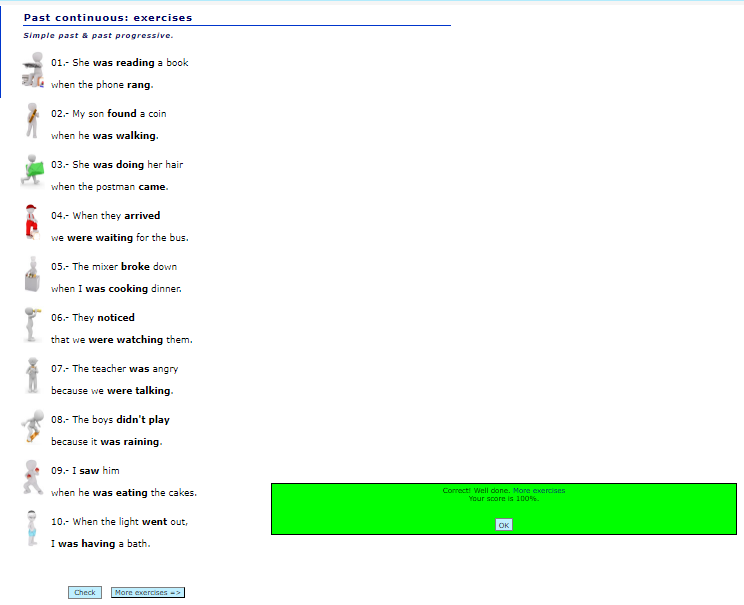 Past continuous: exercises
Simple past & past progressive.
01.- She was reading a book
when the phone rang.
02.- My son found a coin
when he was walking.
03.- She was doing her hair
when the postman came.
04.- When they arrived
we were waiting for the bus.
05.- The mixer broke down
when I was cooking dinner.
06.- They noticed
that we were watching them.
07.- The teacher was angry
because we were talking.
08.- The boys didn't play
because it was raining.
09.- I saw him
when he was eating the cakes.
10.- When the light went out,
I was having a bath.
Correct! Well done. More exercises
Your score is 100%.
OK
Check More exercises =>